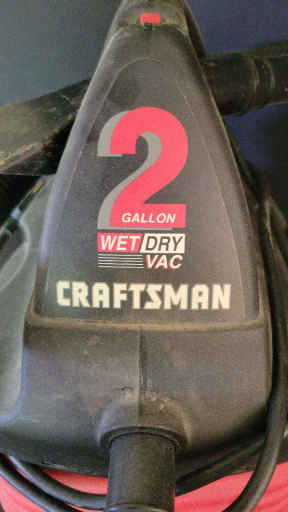 2
GALLON
WET DRY
VAC
CRAFTSMAN